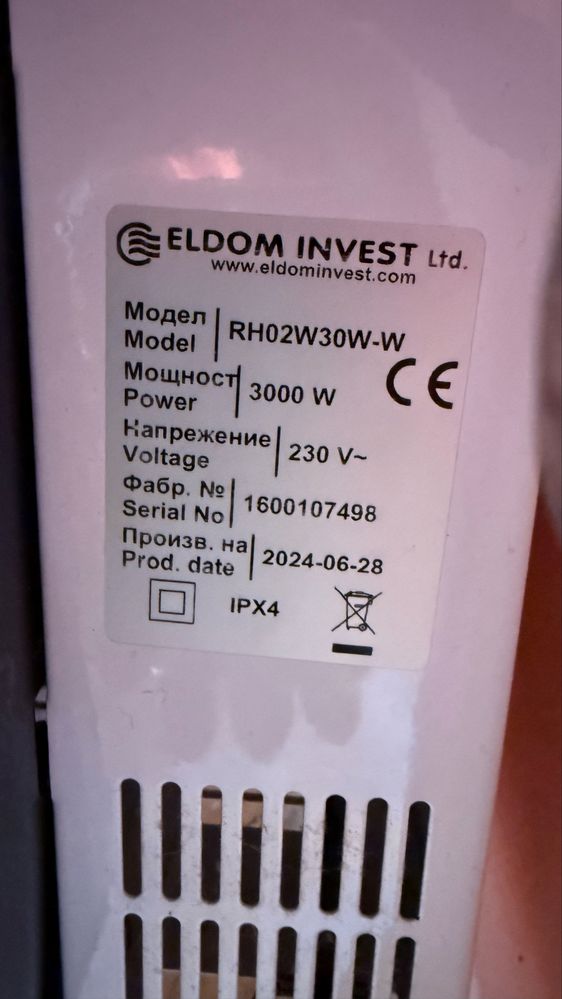 ELDOM INVEST Ltd.
www.eldominvest.com
Модел
Model
RH02W30W-W
Мощност
Power
3000 W
Напрежение
Voltage
230 V~
Фабр. №
Serial No
1600107498
Произв. на
Prod. date
2024-06-28
IPX4